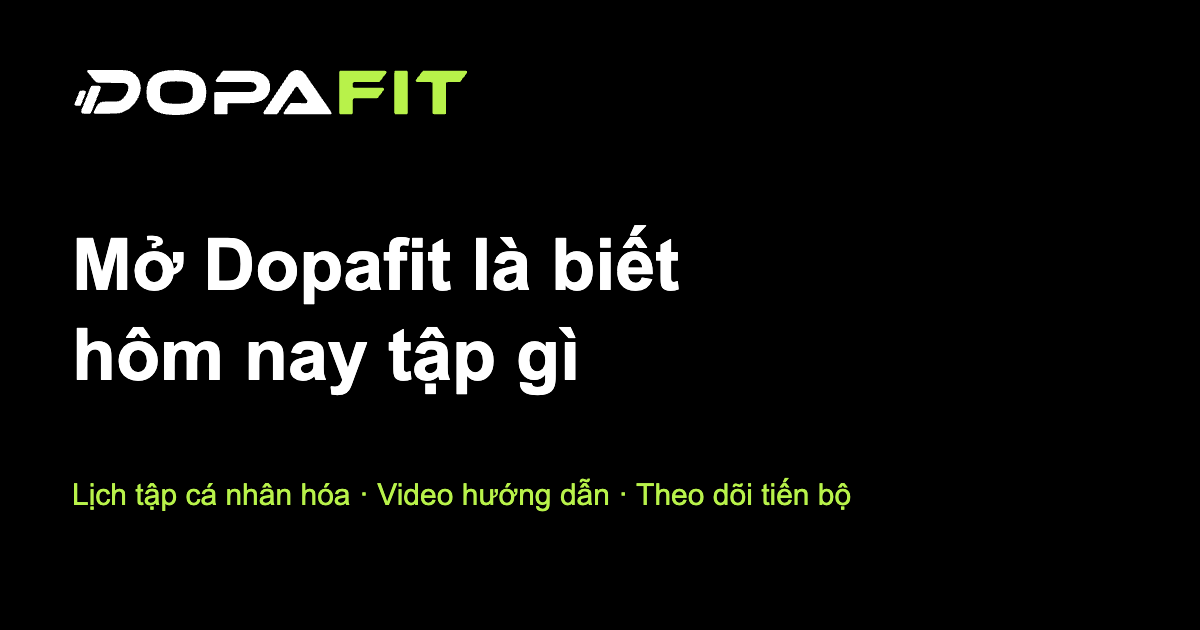 DOPAFIT
Mở Dopafit là biết
hôm nay tập gì
Lịch tập cá nhân hóa · Video hướng dẫn · Theo dõi tiến bộ